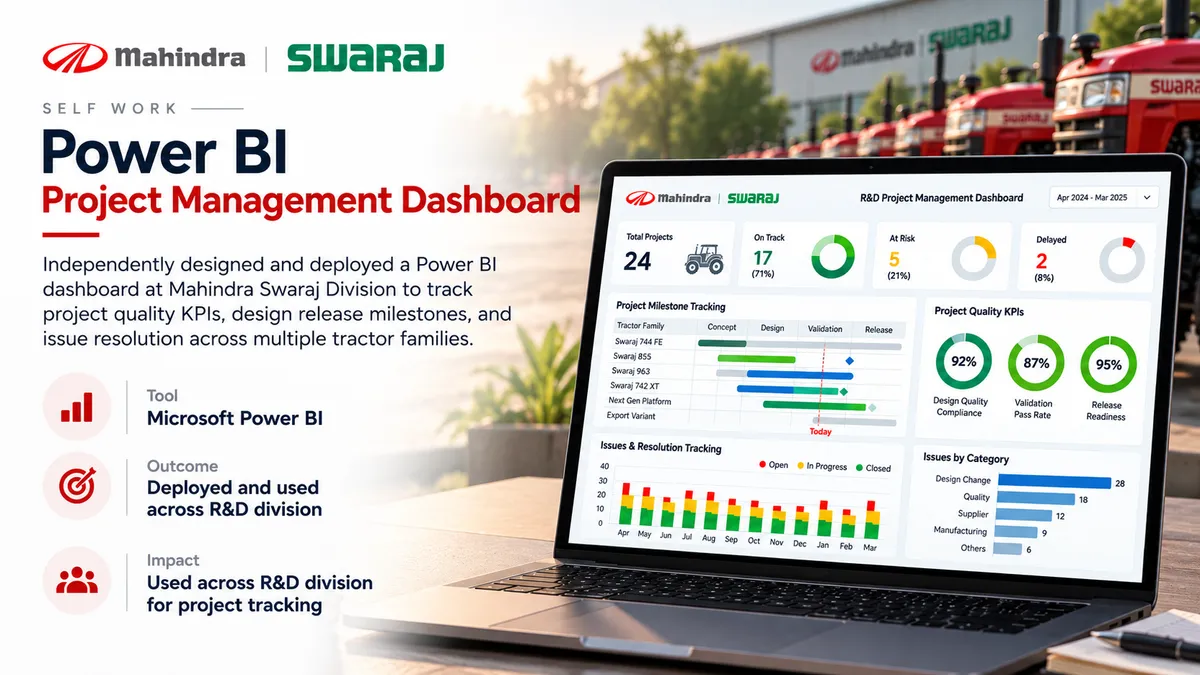 Mahindra | SWARAJ
SELF WORK
Power BI
Project Management Dashboard
Independently designed and deployed a Power BI
dashboard at Mahindra Swaraj Division to track
project quality KPIs, design release milestones, and
issue resolution across multiple tractor families.
Tool
Microsoft Power BI
Outcome
Deployed and used
across R&D division
Impact
Used across R&D division
for project tracking
Mahindra | SWARAJ
SWARAJ
SWARAJ
Mahindra | SWARAJ
R&D Project Management Dashboard
Apr 2024 - Mar 2025
Total Projects
24
On Track
17
(71%)
At Risk
5
(21%)
Delayed
2
(8%)
Project Milestone Tracking
Tractor Family Concept Design Validation Release
Swaraj 744 FE
Swaraj 855
Swaraj 963
Swaraj 742 XT
Next Gen Platform
Export Variant
Today
Project Quality KPIs
92% 87% 95%
Design Quality
Compliance
Validation
Pass Rate
Release
Readiness
Issues & Resolution Tracking
Open In Progress Closed
40
30
20
10
0
Apr May Jun Jul Aug Sep Oct Nov Dec Jan Feb Mar
Issues by Category
Design Change 28
Quality 18
Supplier 12
Manufacturing 9
Others 6